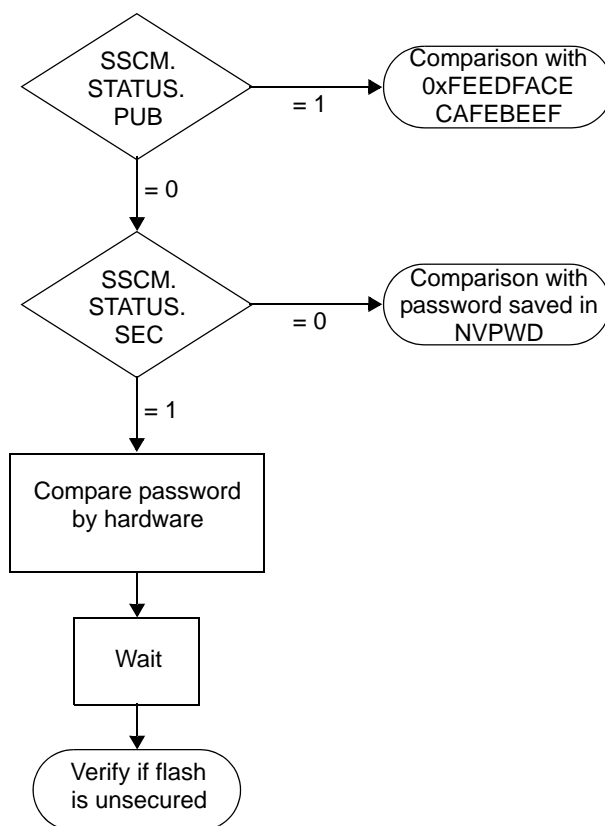 SSCM.
STATUS.
PUB
= 1
Comparison with
0xFEEDFACE
CAFEBEEF
= 0
SSCM.
STATUS.
SEC
= 0
Comparison with
password saved in
NVPWD
= 1
Compare password
by hardware
Wait
Verify if flash
is unsecured